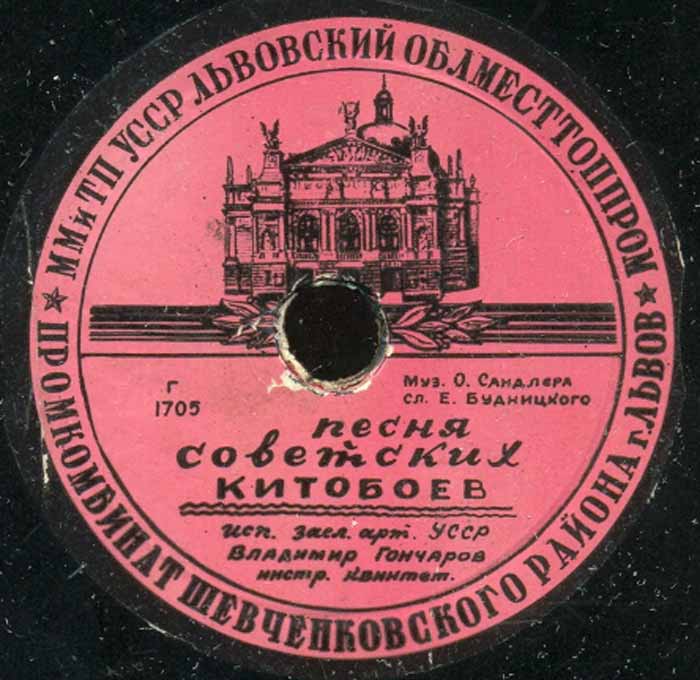 ММиТП УССР ЛЬВОВСКИЙ ОБЛМЕСТТОППРОМ
★ ПРОМКОМБИНАТ ШЕВЧЕНКОВСКОГО РАЙОНА г. ЛЬВОВ ★
Г
1705
Муз. О. Сандлера
сл. Е. Будницкого
песня
советских
КИТОБОЕВ
исп. засл. арт. УССР
Владимир Гончаров
инстр. квинтет.